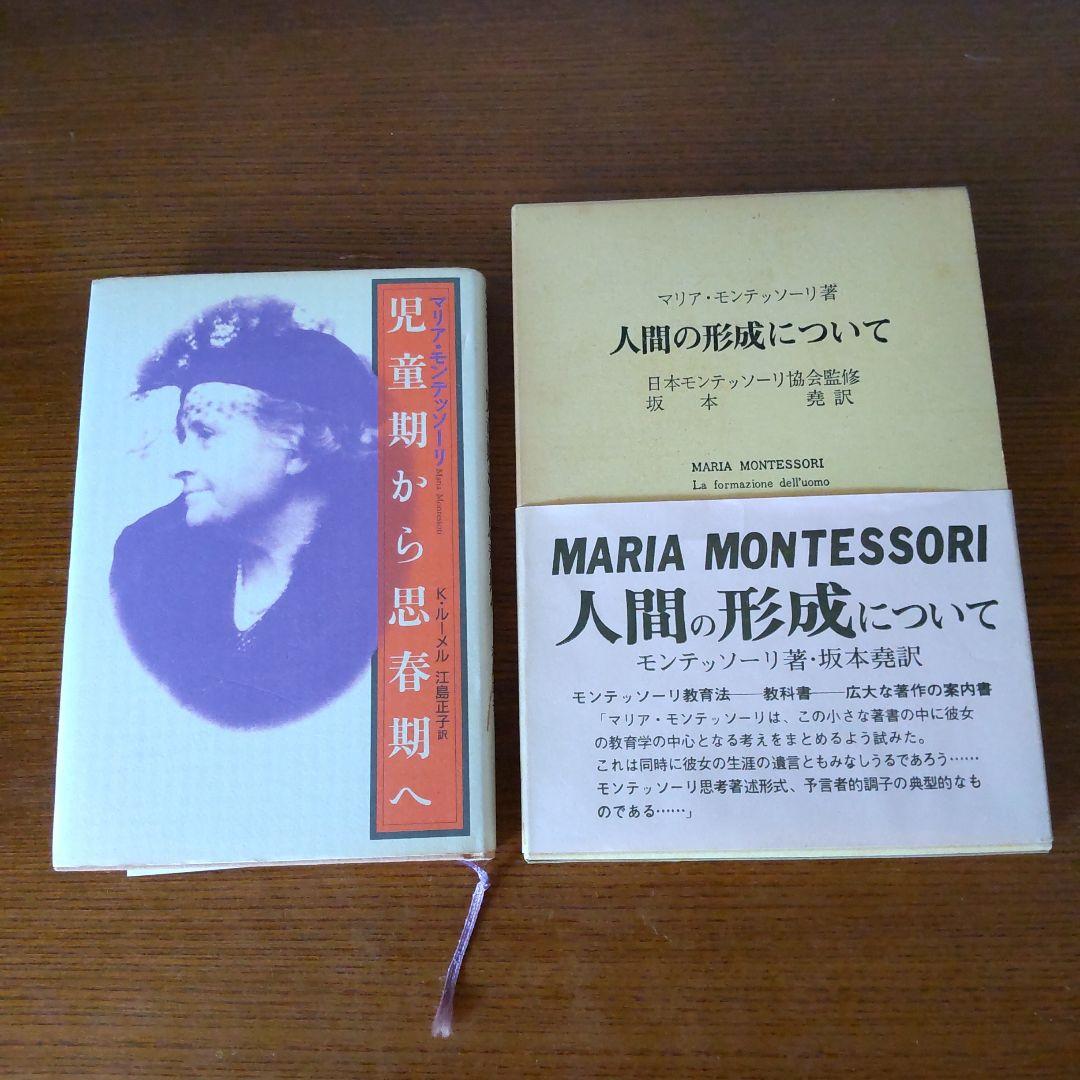 マリア・モンテッソーリ
Maria Montessori
児童期から思春期へ
K・ルーメル 江島正子訳
マリア・モンテッソーリ著
人間の形成について
日本モンテッソーリ協会監修
坂本 堯訳
MARIA MONTESSORI
La formazione dell'uomo
MARIA MONTESSORI
人間の形成について
モンテッソーリ著・坂本堯訳
モンテッソーリ教育法――教科書――広大な著作の案内書
「マリア・モンテッソーリは、この小さな著書の中に彼女
の教育学の中心となる考えをまとめるよう試みた。
これは同時に彼女の生涯の遺言ともみなしうるであろう……
モンテッソーリ思考著述形式、予言者的調子の典型的なも
のである……」